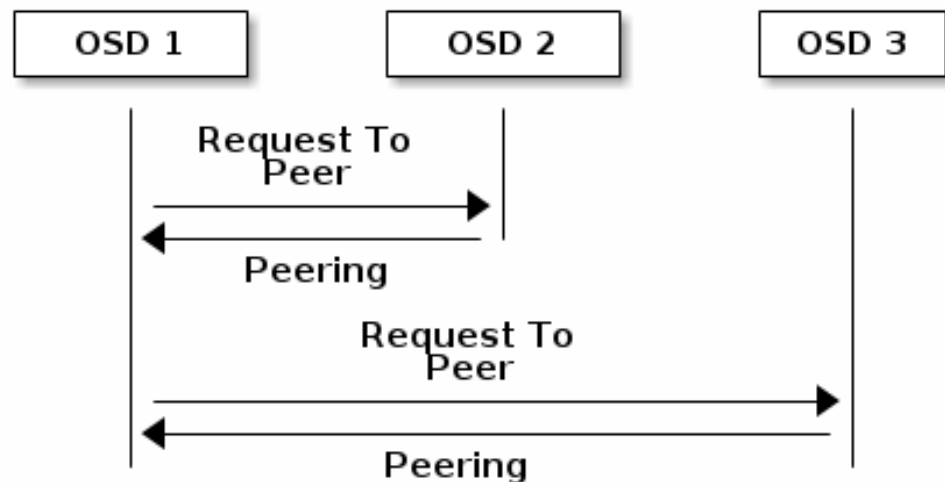 OSD 1
OSD 2
OSD 3
Request To
Peer
Peering
Request To
Peer
Peering